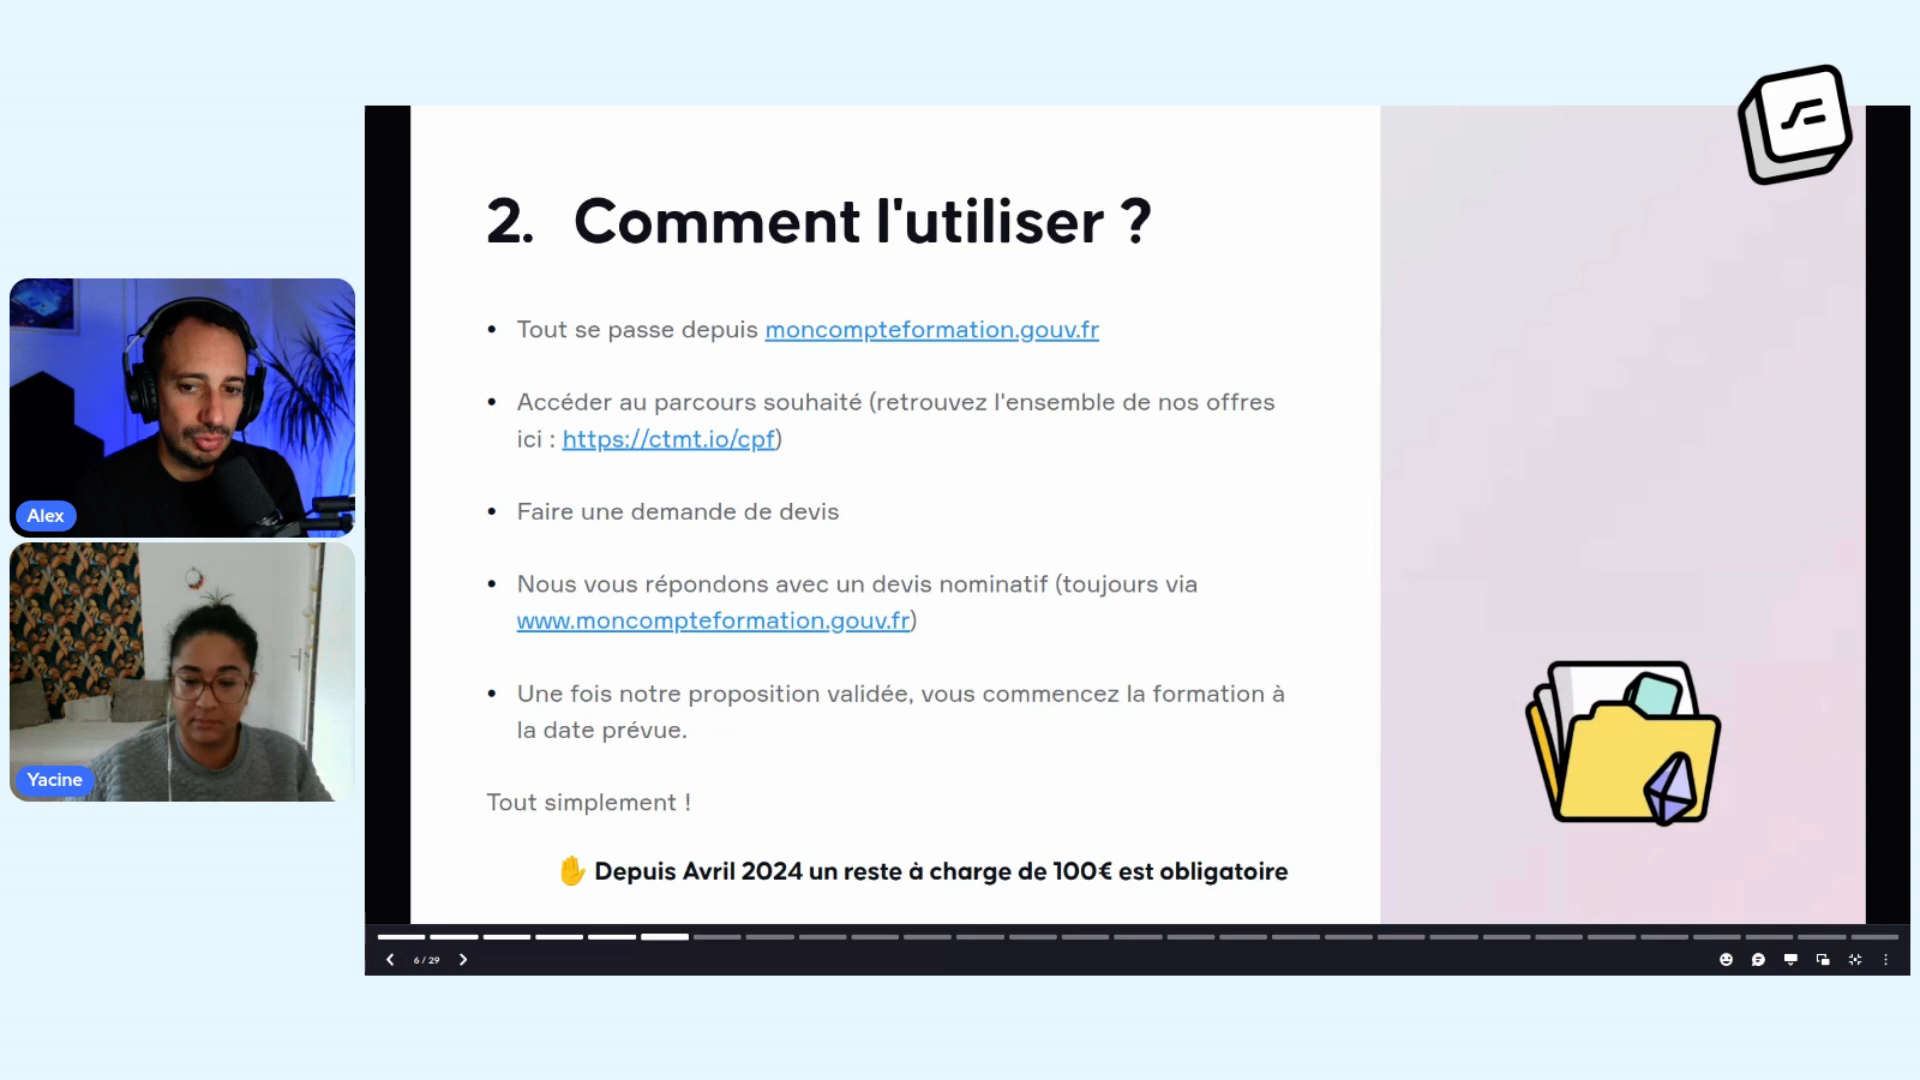 2. Comment l'utiliser ?
• Tout se passe depuis moncompteformation.gouv.fr
• Accéder au parcours souhaité (retrouvez l'ensemble de nos offres
ici : https://ctmt.io/cpf)
• Faire une demande de devis
• Nous vous répondons avec un devis nominatif (toujours via
www.moncompteformation.gouv.fr)
• Une fois notre proposition validée, vous commencez la formation à
la date prévue.
Tout simplement !
✋ Depuis Avril 2024 un reste à charge de 100€ est obligatoire
Alex
Yacine
6 / 29